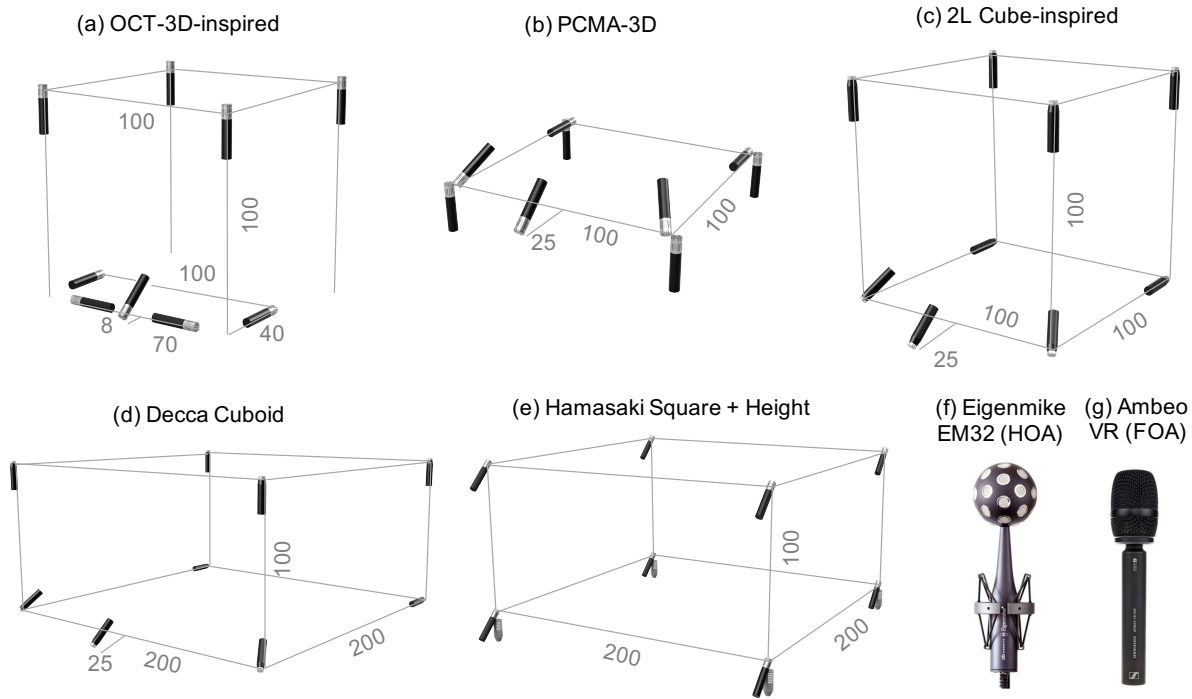 (a) OCT-3D-inspired
100
100
100
8
70
40
(b) PCMA-3D
25
100
100
(c) 2L Cube-inspired
100
100
100
25
(d) Decca Cuboid
100
25
200
200
(e) Hamasaki Square + Height
100
200
200
(f) Eigenmike
EM32 (HOA)
(g) Ambeo
VR (FOA)